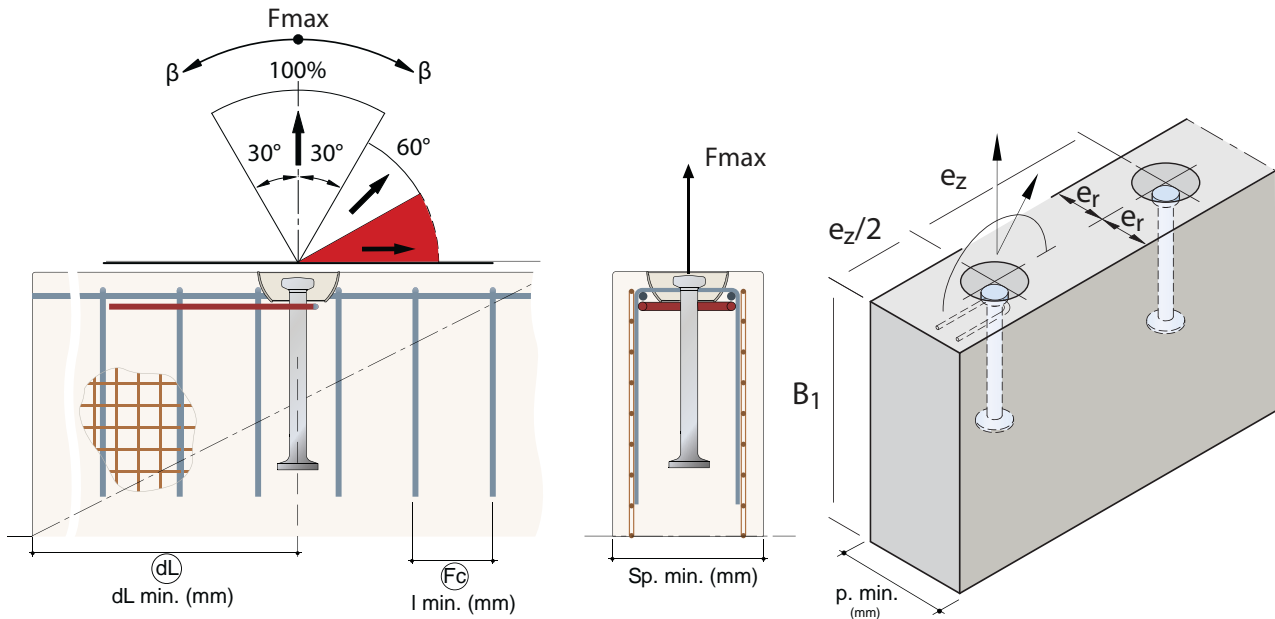 Fmax
β
β
100%
30°
30°
60°
dL
dL min. (mm)
Fc
I min. (mm)
Fmax
Sp. min. (mm)
ez
ez/2
er
er
B1
p. min.
(mm)